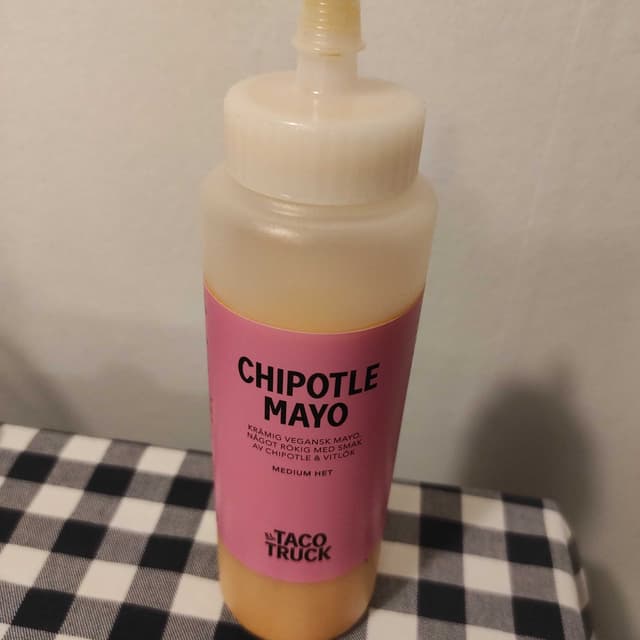 CHIPOTLE
MAYO
KRÄMIG VEGANSK MAYO,
NÅGOT RÖKIG MED SMAK
AV CHIPOTLE & VITLÖK
MEDIUM HET
TACO
TRUCK